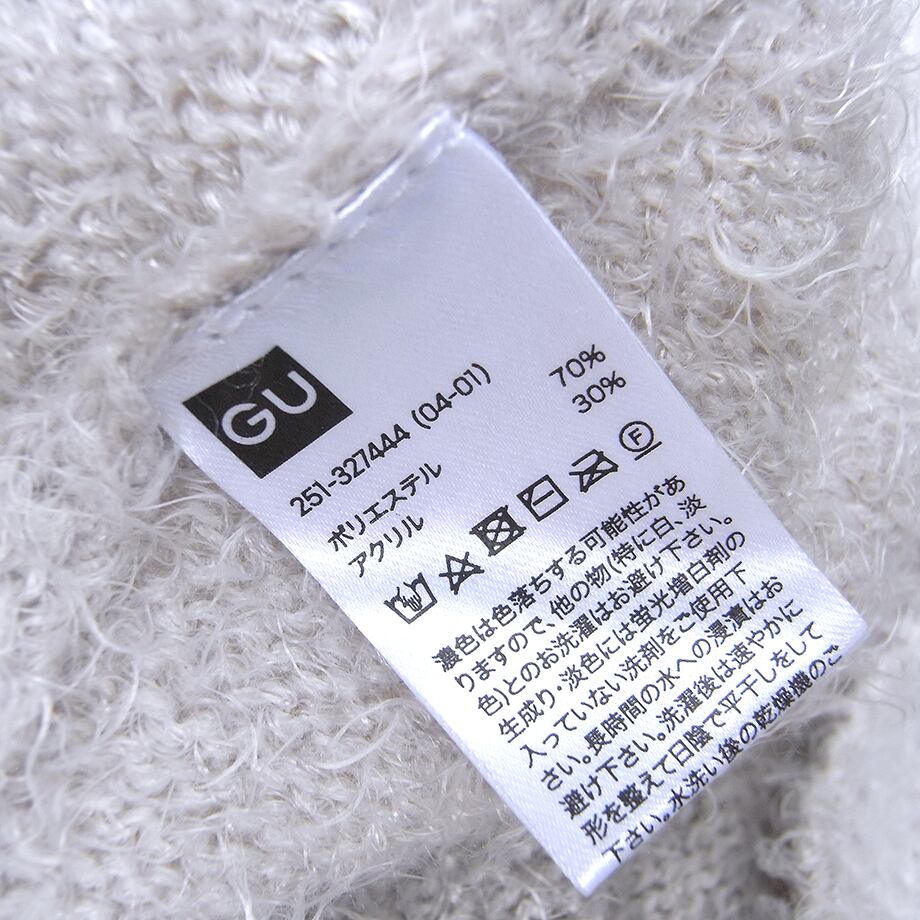 GU
251-327444 (04-01)
ポリエステル 70%
アクリル 30%
F
濃色は色落ちする可能性があ
りますので、他の物(特に白、淡
色)とのお洗濯はお避け下さい。
生成り・淡色には蛍光増白剤の
入っていない洗剤をご使用下
さい。長時間の水への浸漬はお
避け下さい。洗濯後は速やかに
形を整えて日陰で平干しをして
下さい。水洗い後の乾燥機のご